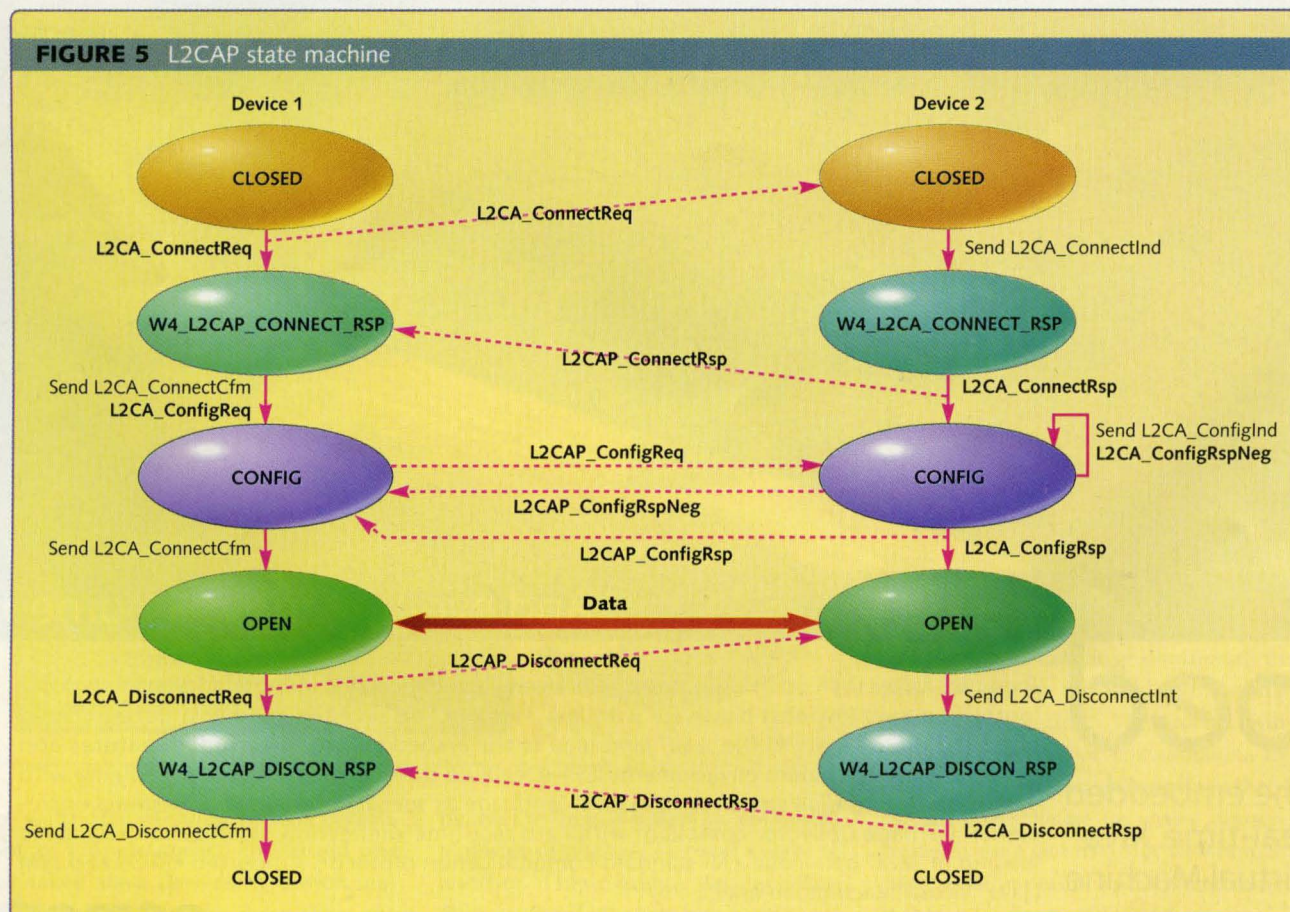 FIGURE 5 L2CAP state machine
Device 1
Device 2
CLOSED
CLOSED
L2CA_ConnectReq
L2CA_ConnectReq
Send L2CA_ConnectInd
W4_L2CAP_CONNECT_RSP
W4_L2CA_CONNECT_RSP
L2CAP_ConnectRsp
Send L2CA_ConnectCfm
L2CA_ConfigReq
L2CA_ConnectRsp
Send L2CA_ConfigInd
L2CA_ConfigRspNeg
L2CAP_ConfigReq
CONFIG
CONFIG
L2CAP_ConfigRspNeg
Send L2CA_ConnectCfm
L2CAP_ConfigRsp
L2CA_ConfigRsp
Data
OPEN
OPEN
L2CAP_DisconnectReq
L2CA_DisconnectReq
Send L2CA_DisconnectInt
W4_L2CAP_DISCON_RSP
W4_L2CAP_DISCON_RSP
L2CAP_DisconnectRsp
Send L2CA_DisconnectCfm
L2CA_DisconnectRsp
CLOSED
CLOSED